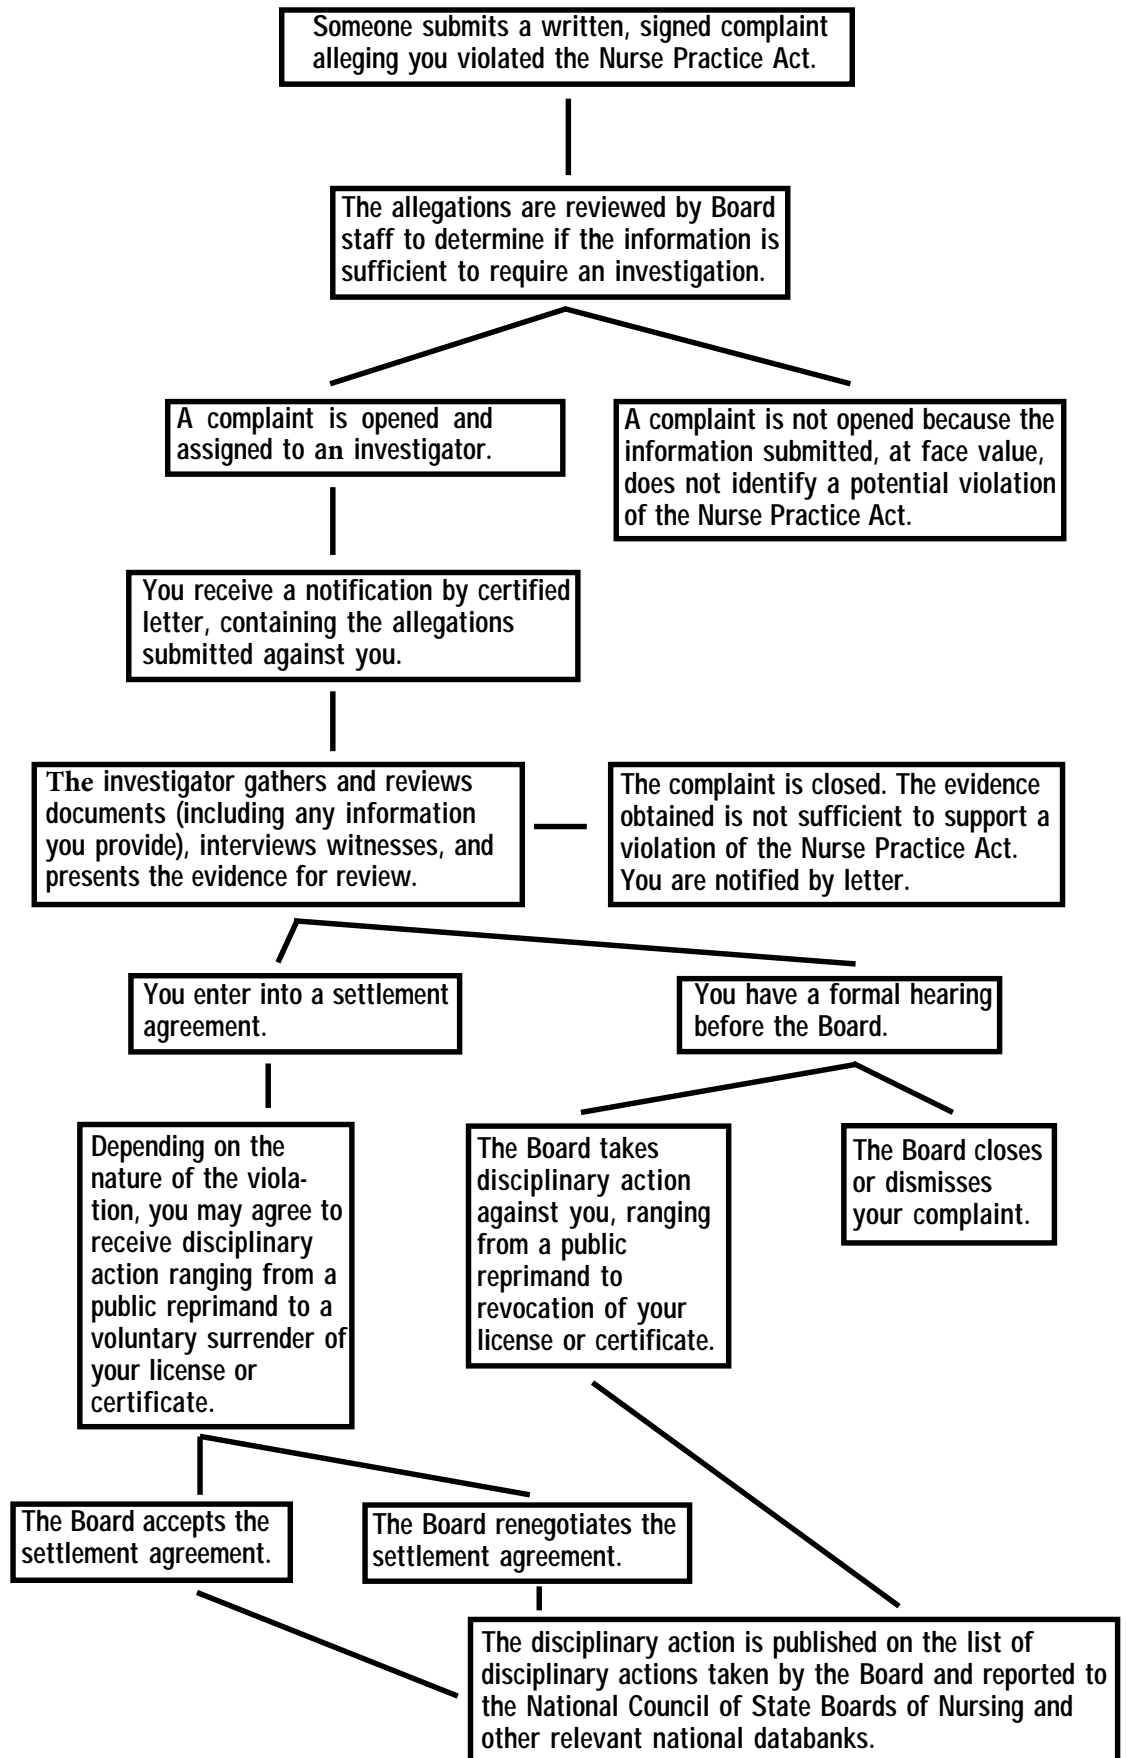 Someone submits a written, signed complaint
alleging you violated the Nurse Practice Act.
The allegations are reviewed by Board
staff to determine if the information is
sufficient to require an investigation.
A complaint is opened and
assigned to an investigator.
A complaint is not opened because the
information submitted, at face value,
does not identify a potential violation
of the Nurse Practice Act.
You receive a notification by certified
letter, containing the allegations
submitted against you.
The investigator gathers and reviews
documents (including any information
you provide), interviews witnesses, and
presents the evidence for review.
The complaint is closed. The evidence
obtained is not sufficient to support a
violation of the Nurse Practice Act.
You are notified by letter.
You enter into a settlement
agreement.
You have a formal hearing
before the Board.
Depending on the
nature of the viola-
tion, you may agree to
receive disciplinary
action ranging from a
public reprimand to a
voluntary surrender of
your license or
certificate.
The Board takes
disciplinary action
against you, ranging
from a public
reprimand to
revocation of your
license or certificate.
The Board closes
or dismisses
your complaint.
The Board accepts the
settlement agreement.
The Board renegotiates the
settlement agreement.
The disciplinary action is published on the list of
disciplinary actions taken by the Board and reported to
the National Council of State Boards of Nursing and
other relevant national databanks.